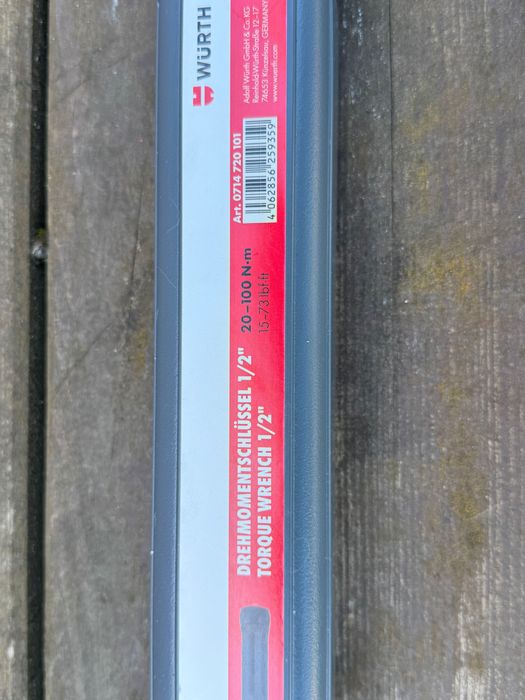 WÜRTH
Adolf Würth GmbH & Co. KG
Reinhold-Würth-Straße 12–17
74653 Künzelsau, GERMANY
www.wuerth.com
Art. 0714 720 101
4 062856 259359
20–100 N·m
15–73 lbf.ft
DREHMOMENTSCHLÜSSEL 1/2"
TORQUE WRENCH 1/2"